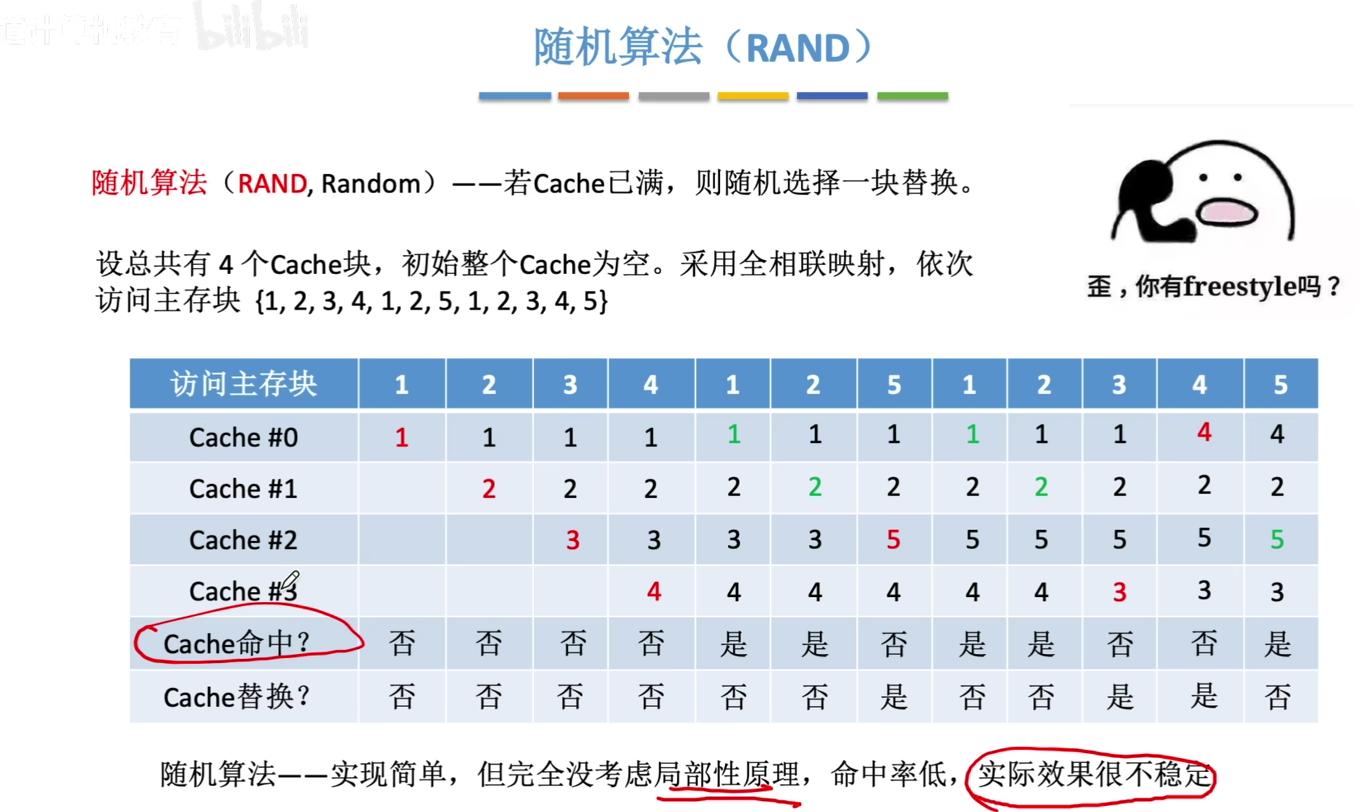 bilibili
随机算法（RAND）
随机算法（RAND, Random）——若Cache已满，则随机选择一块替换。
设总共有 4 个Cache块，初始整个Cache为空。采用全相联映射，依次
访问主存块 {1, 2, 3, 4, 1, 2, 5, 1, 2, 3, 4, 5}
歪，你有freestyle吗？
访问主存块 1 2 3 4 1 2 5 1 2 3 4 5
Cache #0 1 1 1 1 1 1 1 1 1 1 4 4
Cache #1 2 2 2 2 2 2 2 2 2 2 2
Cache #2 3 3 3 3 5 5 5 5 5 5
Cache #3 4 4 4 4 4 4 3 3 3
Cache命中？ 否 否 否 否 是 是 否 是 是 否 否 是
Cache替换？ 否 否 否 否 否 否 是 否 否 是 是 否
随机算法——实现简单，但完全没考虑局部性原理，命中率低，实际效果很不稳定